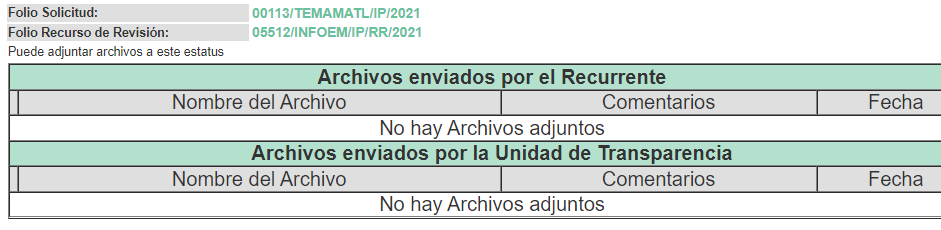 Folio Solicitud: 00113/TEMAMATL/IP/2021
Folio Recurso de Revisión: 05512/INFOEM/IP/RR/2021
Puede adjuntar archivos a este estatus
Archivos enviados por el Recurrente
Nombre del Archivo Comentarios Fecha
No hay Archivos adjuntos
Archivos enviados por la Unidad de Transparencia
Nombre del Archivo Comentarios Fecha
No hay Archivos adjuntos